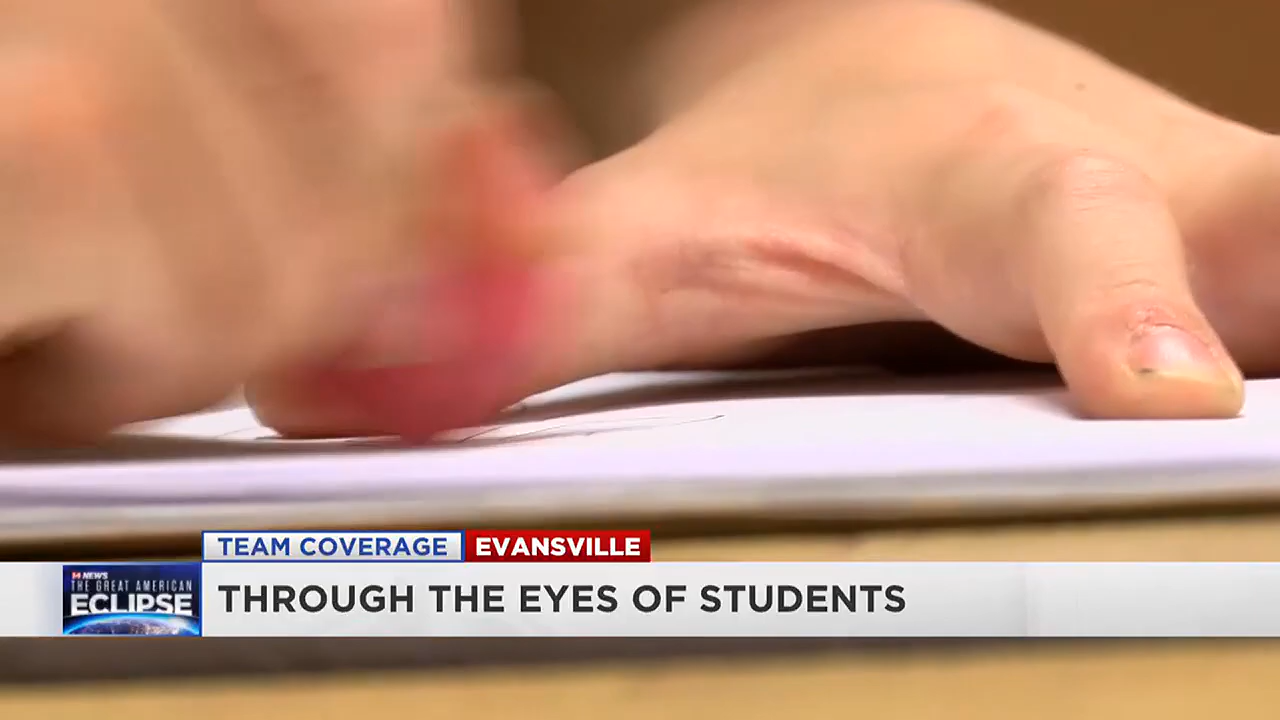 TEAM COVERAGE
EVANSVILLE
14 NEWS
THE GREAT AMERICAN
ECLIPSE
THROUGH THE EYES OF STUDENTS